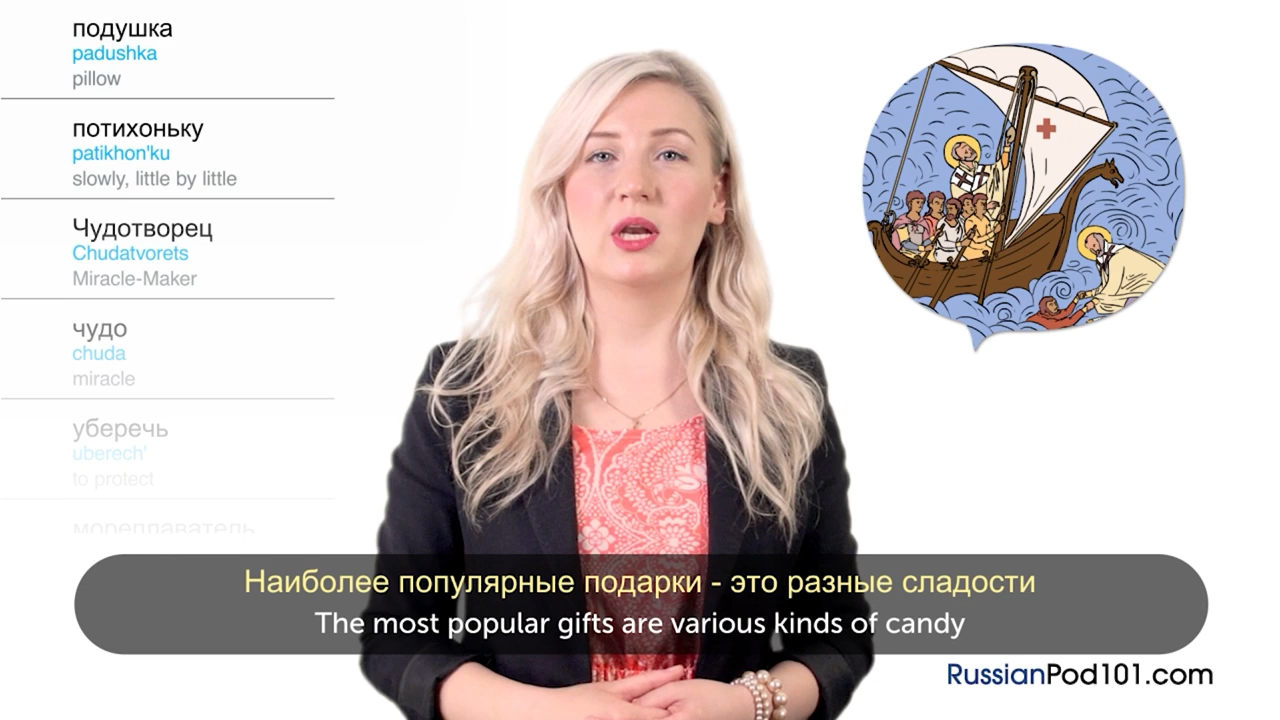 подушка
padushka
pillow
потихоньку
patikhon'ku
slowly, little by little
Чудотворец
Chudatvorets
Miracle-Maker
чудо
chuda
miracle
уберечь
uberech'
to protect
мореплаватель
Наиболее популярные подарки - это разные сладости
The most popular gifts are various kinds of candy
RussianPod101.com